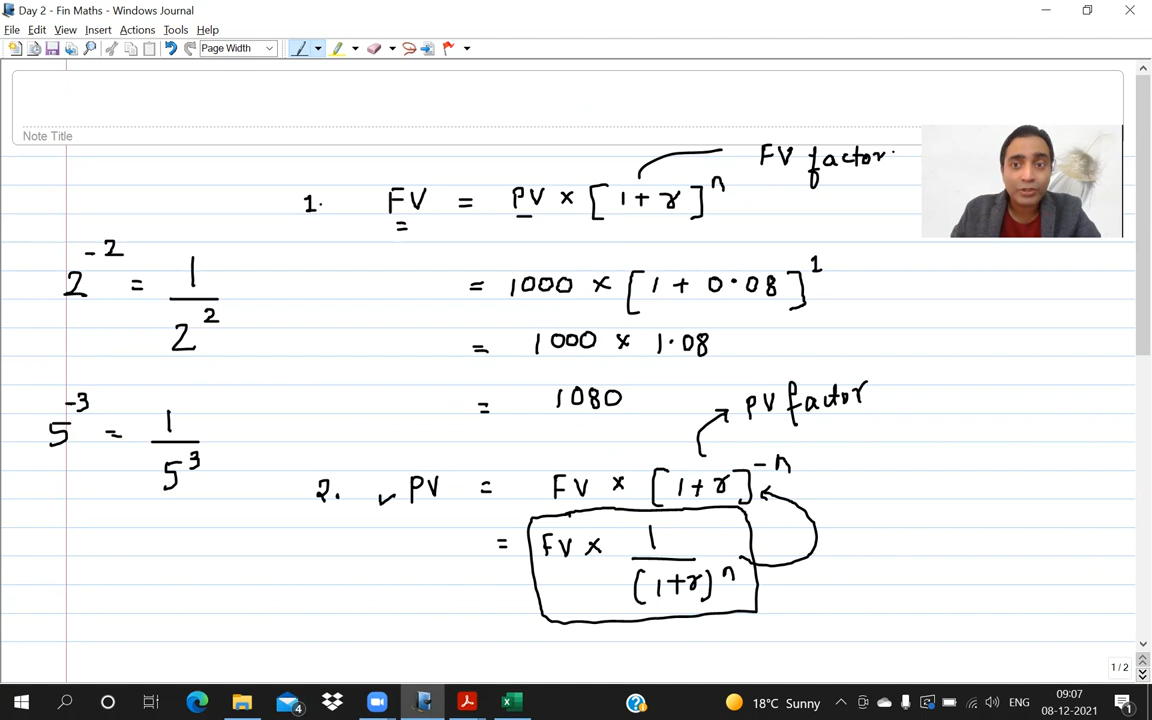 Day 2 - Fin Maths - Windows Journal
File Edit View Insert Actions Tools Help
Page Width
Note Title
FV factor
1. FV = PV × [1 + r]^n
2^-2 = 1/2^2
= 1000 × [1 + 0.08]^1
= 1000 × 1.08
= 1080
PV factor
5^-3 = 1/5^3
2. ✓ PV = FV × [1+r]^-n
= FV × 1/(1+r)^n
1/2
4
18°C Sunny
ENG
09:07
08-12-2021
1